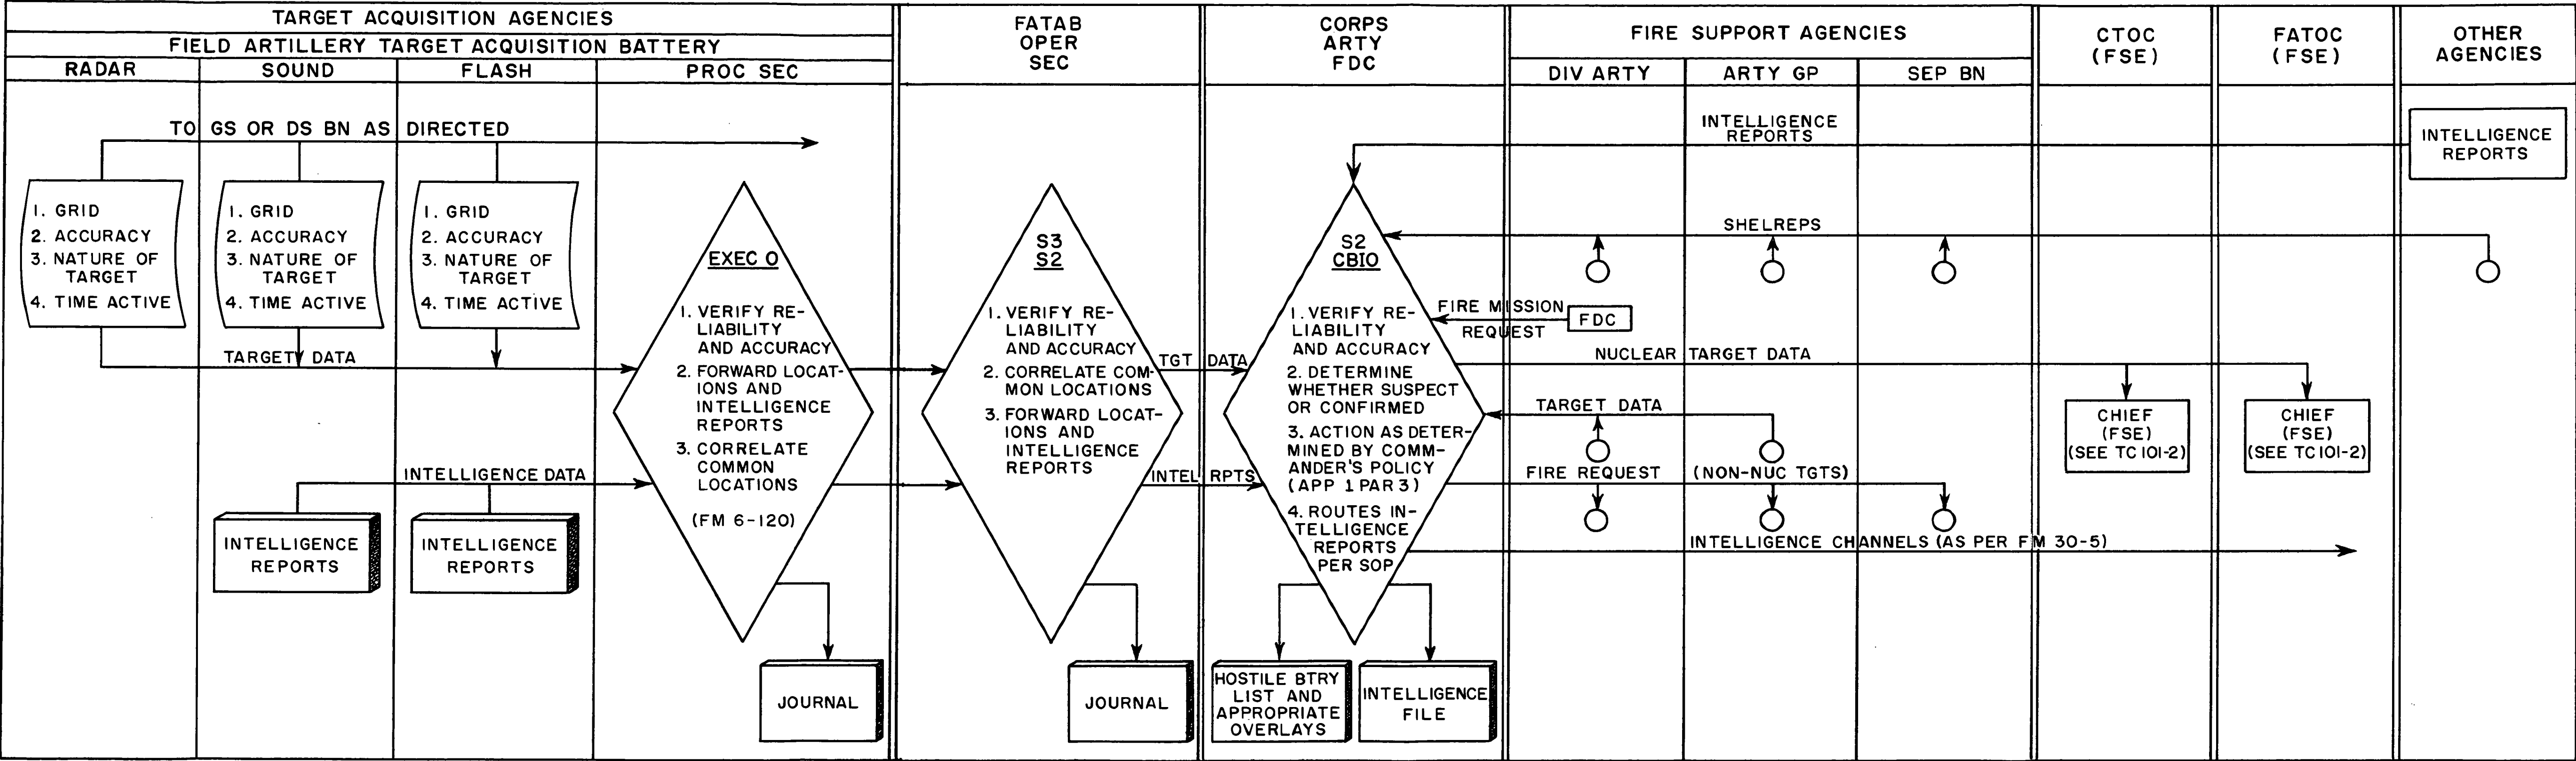 TARGET ACQUISITION AGENCIES
FIELD ARTILLERY TARGET ACQUISITION BATTERY
RADAR
SOUND
FLASH
PROC SEC
FATAB
OPER
SEC
CORPS
ARTY
FDC
FIRE SUPPORT AGENCIES
DIV ARTY
ARTY GP
SEP BN
CTOC
(FSE)
FATOC
(FSE)
OTHER
AGENCIES
TO GS OR DS BN AS DIRECTED
1. GRID
2. ACCURACY
3. NATURE OF
TARGET
4. TIME ACTIVE
1. GRID
2. ACCURACY
3. NATURE OF
TARGET
4. TIME ACTIVE
1. GRID
2. ACCURACY
3. NATURE OF
TARGET
4. TIME ACTIVE
TARGET DATA
INTELLIGENCE DATA
INTELLIGENCE
REPORTS
INTELLIGENCE
REPORTS
EXEC O
1. VERIFY RE-
LIABILITY
AND ACCURACY
2. FORWARD LOCAT-
IONS AND
INTELLIGENCE
REPORTS
3. CORRELATE
COMMON
LOCATIONS
(FM 6-120)
JOURNAL
S3
S2
1. VERIFY RE-
LIABILITY
AND ACCURACY
2. CORRELATE COM-
MON LOCATIONS
3. FORWARD LOCAT-
IONS AND
INTELLIGENCE
REPORTS
JOURNAL
TGT DATA
INTEL RPTS
S2
CBIO
1. VERIFY RE-
LIABILITY
AND ACCURACY
2. DETERMINE
WHETHER SUSPECT
OR CONFIRMED
3. ACTION AS DETER-
MINED BY COMM-
ANDER'S POLICY
(APP 1 PAR 3)
4. ROUTES IN-
TELLIGENCE
REPORTS
PER SOP
HOSTILE BTRY
LIST AND
APPROPRIATE
OVERLAYS
INTELLIGENCE
FILE
INTELLIGENCE
REPORTS
INTELLIGENCE
REPORTS
SHELREPS
FIRE MISSION
REQUEST
FDC
NUCLEAR TARGET DATA
TARGET DATA
CHIEF
(FSE)
(SEE TC 101-2)
CHIEF
(FSE)
(SEE TC 101-2)
FIRE REQUEST (NON-NUC TGTS)
INTELLIGENCE CHANNELS (AS PER FM 30-5)